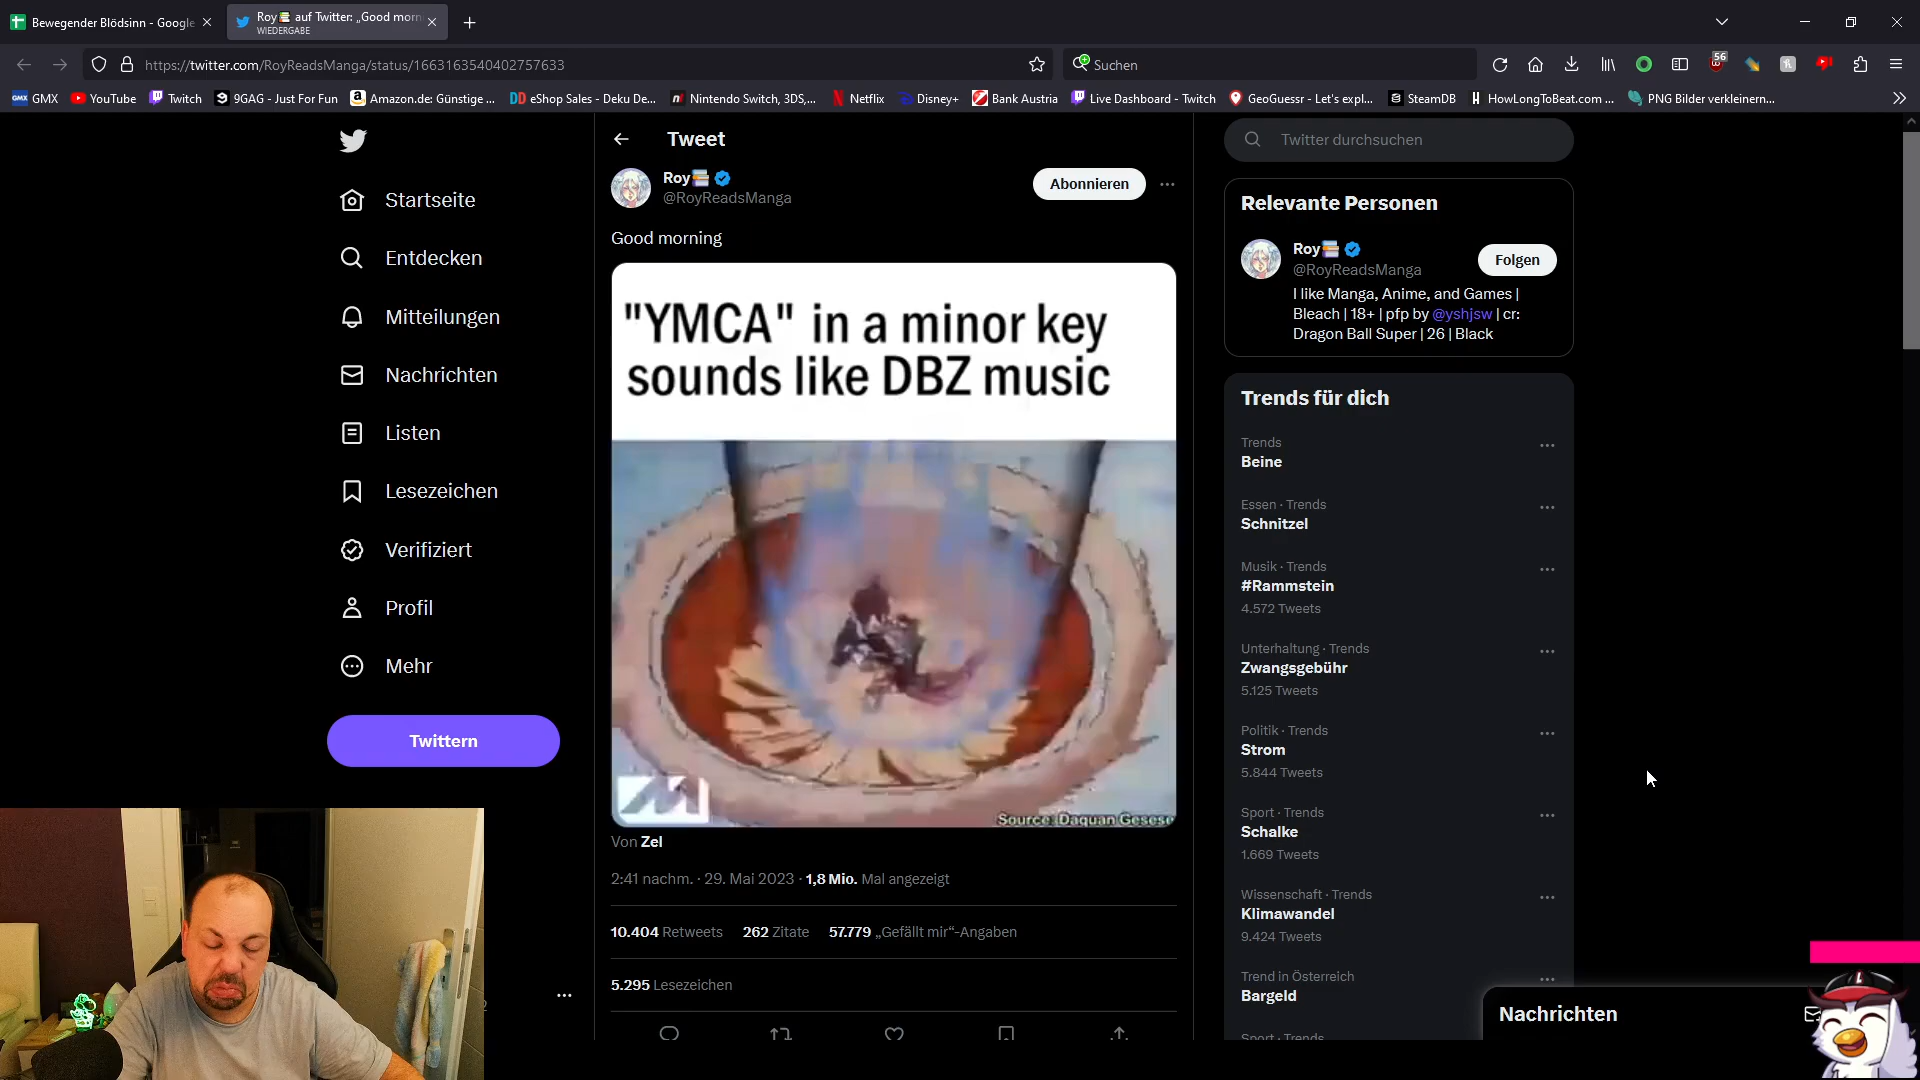 Bewegender Blödsinn - Google
Roy auf Twitter: „Good morn
WIEDERGABE
https://twitter.com/RoyReadsManga/status/1663163540402757633
Suchen
56
GMX
YouTube
Twitch
9GAG - Just For Fun
Amazon.de: Günstige ...
eShop Sales - Deku De...
Nintendo Switch, 3DS,...
Netflix
Disney+
Bank Austria
Live Dashboard - Twitch
GeoGuessr - Let's expl...
SteamDB
HowLongToBeat.com ...
PNG Bilder verkleinern...
Startseite
Entdecken
Mitteilungen
Nachrichten
Listen
Lesezeichen
Verifiziert
Profil
Mehr
Twittern
Tweet
Roy
@RoyReadsManga
Abonnieren
Good morning
"YMCA" in a minor key
sounds like DBZ music
Source: Daquan Gesese
Von Zel
2:41 nachm. · 29. Mai 2023 · 1,8 Mio. Mal angezeigt
10.404 Retweets 262 Zitate 57.779 „Gefällt mir“-Angaben
5.295 Lesezeichen
Twitter durchsuchen
Relevante Personen
Roy
@RoyReadsManga
Folgen
I like Manga, Anime, and Games |
Bleach | 18+ | pfp by @yshjsw | cr:
Dragon Ball Super | 26 | Black
Trends für dich
Trends
Beine
Essen · Trends
Schnitzel
Musik · Trends
#Rammstein
4.572 Tweets
Unterhaltung · Trends
Zwangsgebühr
5.125 Tweets
Politik · Trends
Strom
5.844 Tweets
Sport · Trends
Schalke
1.669 Tweets
Wissenschaft · Trends
Klimawandel
9.424 Tweets
Trend in Österreich
Bargeld
Sport · Trends
Nachrichten